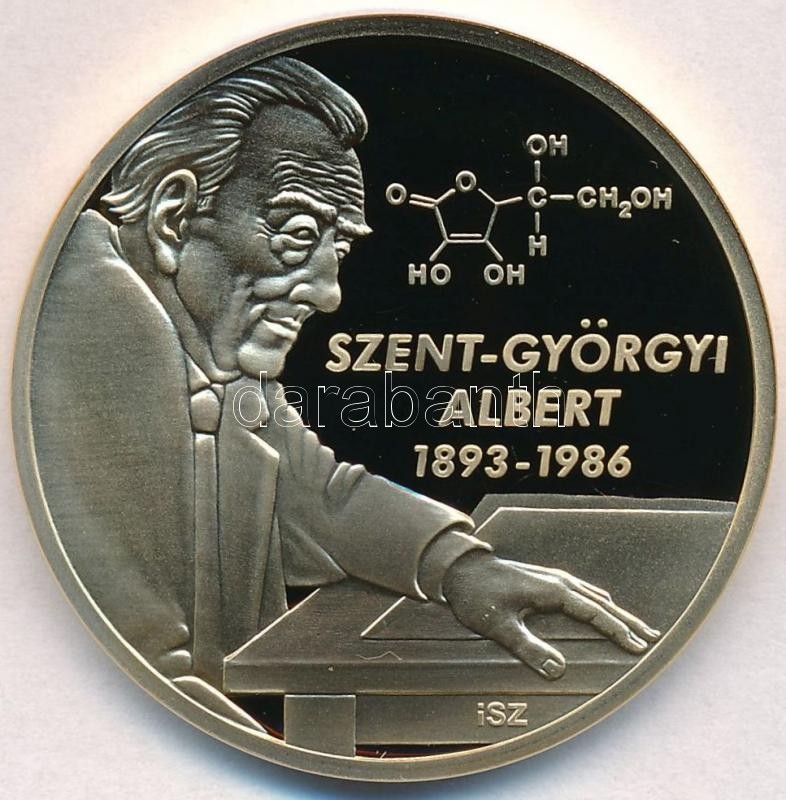 OH
O
O
C
CH₂OH
H
HO
OH
SZENT-GYÖRGYI
ALBERT
1893-1986
darabanth
iSZ